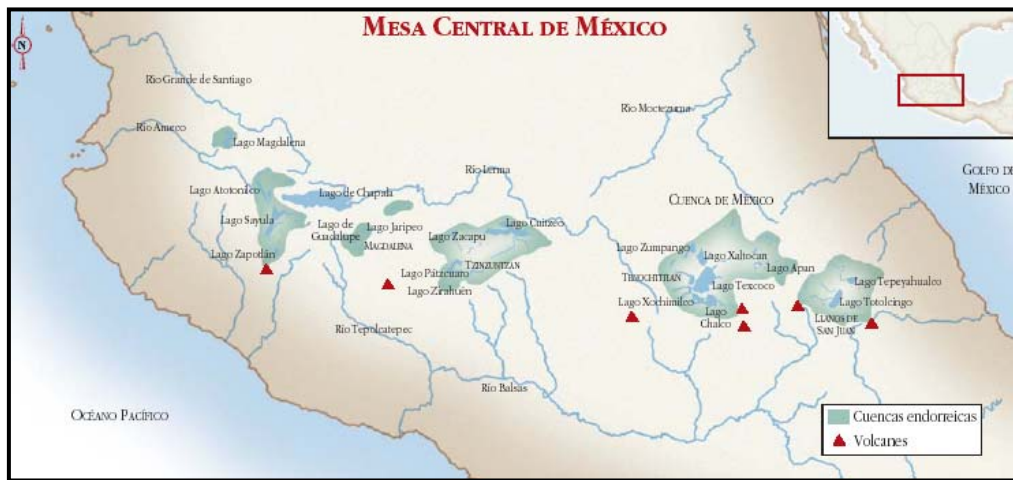 MESA CENTRAL DE MÉXICO
N
Río Grande de Santiago
Río Moctezuma
Río Ameco
Lago Magdalena
GOLFO DE
MÉXICO
Río Lerma
Lago Atotonilco
Lago de Chapala
CUENCA DE MÉXICO
Lago Sayula
Lago de
Guadalupe
Lago Jaripeo
MAGDALENA
Lago Cuitzeo
Lago Zacapu
Lago Zumpango
Lago Xaltocan
Lago Zapotlán
TZINZUNTZAN
Lago Pátzcuaro
TENOCHTITLAN
Lago Apan
Lago Zirahuén
Lago Texcoco
Lago Tepeyahualco
Lago Xochimilco
Lago Totolcingo
Lago
Chalco
LLANOS DE
SAN JUAN
Río Tepolcatepec
Río Balsas
OCÉANO PACÍFICO
Cuencas endorreicas
Volcanes